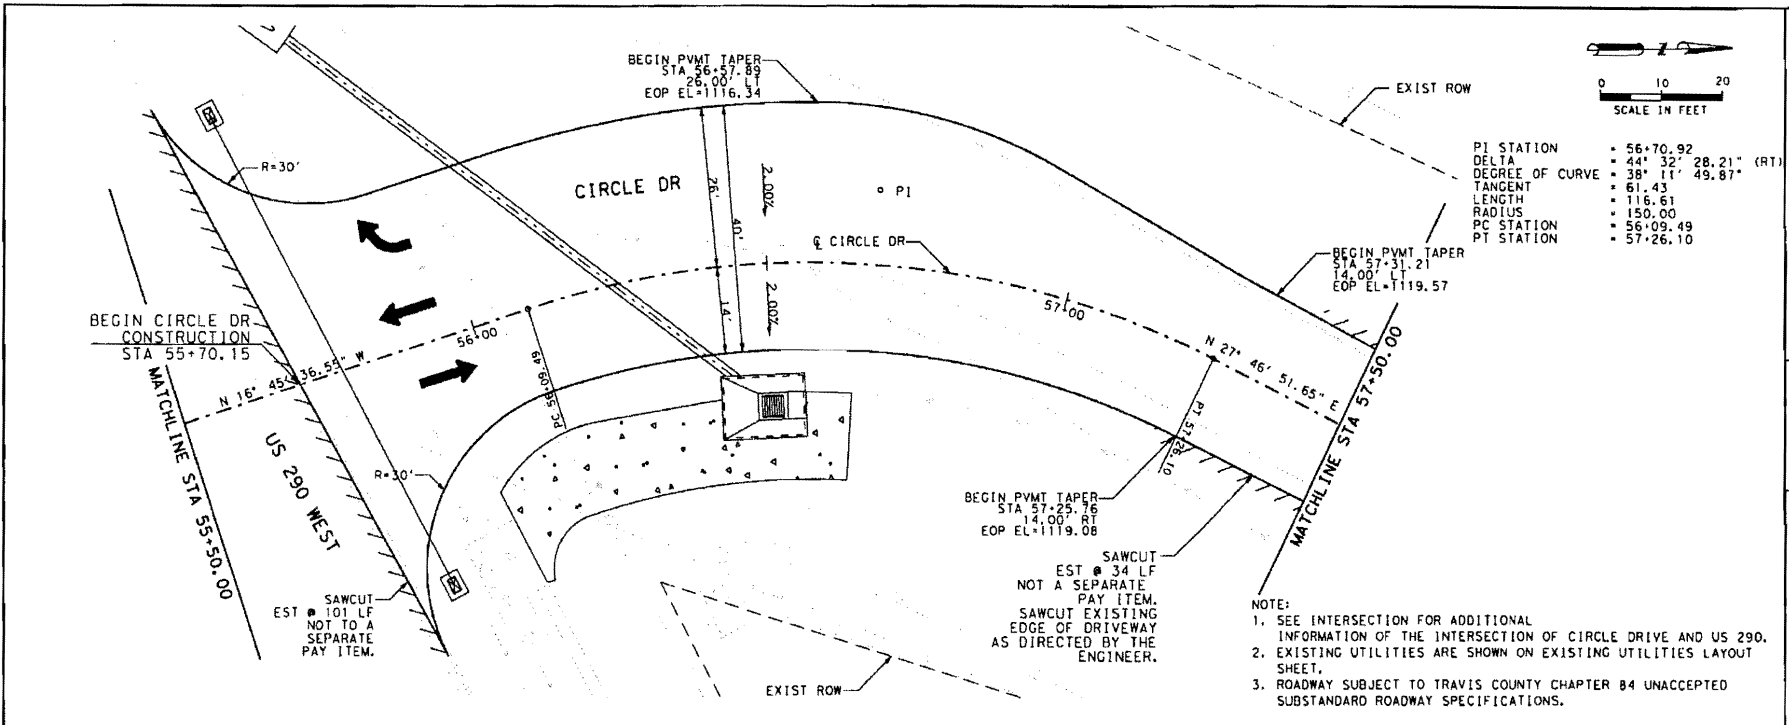 BEGIN PVMT TAPER
STA 56+57.89
26.00' LT
EOP EL=1116.34
EXIST ROW
0 10 20
SCALE IN FEET
PI STATION = 56+70.92
DELTA = 44° 32' 28.21" (RT)
DEGREE OF CURVE = 38° 11' 49.87"
TANGENT = 61.43
LENGTH = 116.61
RADIUS = 150.00
PC STATION = 56+09.49
PT STATION = 57+26.10
R=30'
CIRCLE DR
26'
40'
14'
2.00%
2.00%
PI
℄ CIRCLE DR
BEGIN PVMT TAPER
STA 57+31.21
14.00' LT
EOP EL=1119.57
BEGIN CIRCLE DR
CONSTRUCTION
STA 55+70.15
N 16° 45' 36.55" W
56+00
57+00
PC 56+09.49
N 27° 46' 51.65" E
PT 57+26.10
MATCHLINE STA 55+50.00
MATCHLINE STA 57+50.00
US 290 WEST
R=30'
BEGIN PVMT TAPER
STA 57+25.76
14.00' RT
EOP EL=1119.08
SAWCUT
EST @ 101 LF
NOT TO A
SEPARATE
PAY ITEM.
SAWCUT
EST @ 34 LF
NOT A SEPARATE
PAY ITEM.
SAWCUT EXISTING
EDGE OF DRIVEWAY
AS DIRECTED BY THE
ENGINEER.
EXIST ROW
NOTE:
1. SEE INTERSECTION FOR ADDITIONAL
INFORMATION OF THE INTERSECTION OF CIRCLE DRIVE AND US 290.
2. EXISTING UTILITIES ARE SHOWN ON EXISTING UTILITIES LAYOUT
SHEET.
3. ROADWAY SUBJECT TO TRAVIS COUNTY CHAPTER 84 UNACCEPTED
SUBSTANDARD ROADWAY SPECIFICATIONS.